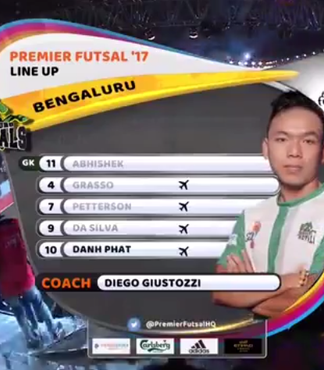 PREMIER FUTSAL '17
LINE UP
BENGALURU
GK 11 ABHISHEK
4 GRASSO
7 PETTERSON
9 DA SILVA
10 DANH PHAT
COACH DIEGO GIUSTOZZI
@PremierFutsalHQ
Carlsberg
adidas